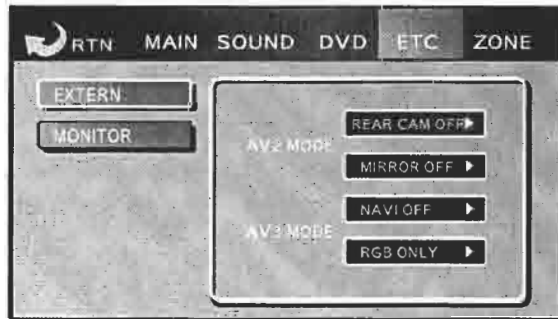 RTN MAIN SOUND DVD ETC ZONE
EXTERN
MONITOR
AV2 MODE
REAR CAM OFF
MIRROR OFF
AV3 MODE
NAVI OFF
RGB ONLY